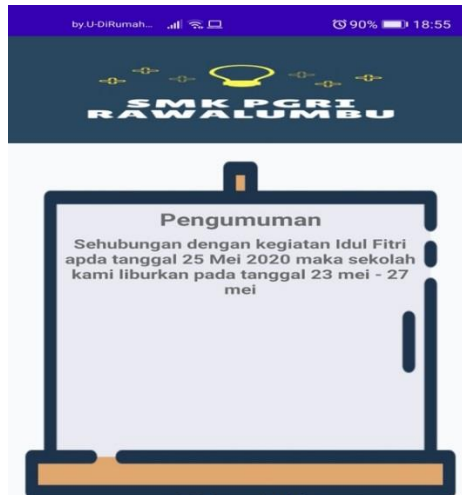 by.U-DiRumah... 90% 18:55
SMK PGRI
RAWALUMBU
Pengumuman
Sehubungan dengan kegiatan Idul Fitri
apda tanggal 25 Mei 2020 maka sekolah
kami liburkan pada tanggal 23 mei - 27
mei